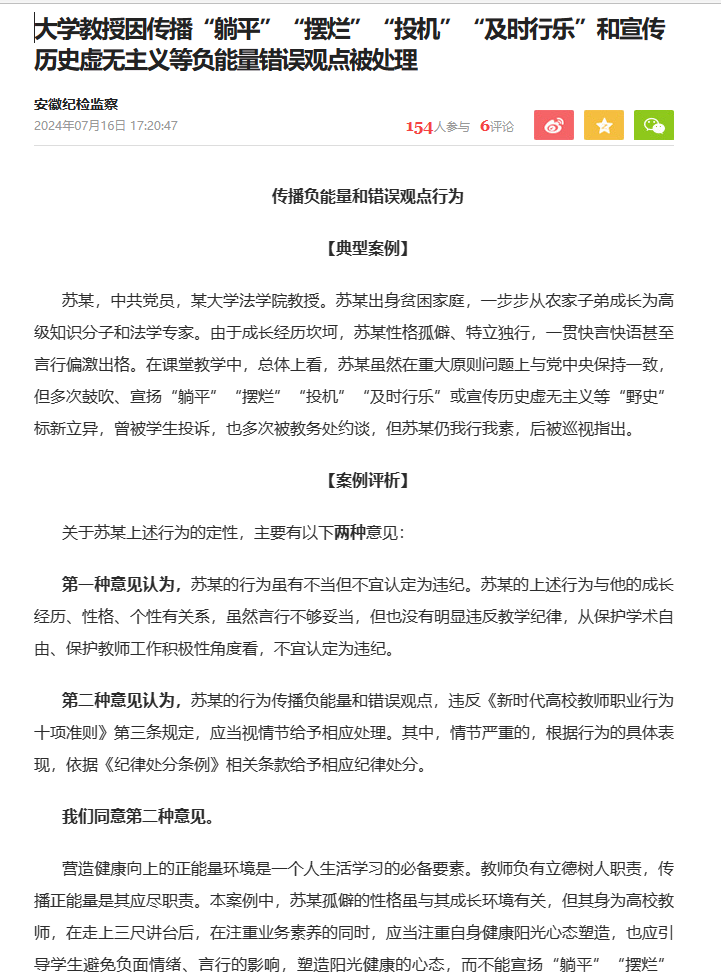 大学教授因传播“躺平”“摆烂”“投机”“及时行乐”和宣传
历史虚无主义等负能量错误观点被处理
安徽纪检监察
2024年07月16日 17:20:47
154人参与 6评论
传播负能量和错误观点行为
【典型案例】
苏某，中共党员，某大学法学院教授。苏某出身贫困家庭，一步步从农家子弟成长为高
级知识分子和法学专家。由于成长经历坎坷，苏某性格孤僻、特立独行，一贯快言快语甚至
言行偏激出格。在课堂教学中，总体上看，苏某虽然在重大原则问题上与党中央保持一致，
但多次鼓吹、宣扬“躺平”“摆烂”“投机”“及时行乐”或宣传历史虚无主义等“野史”
标新立异，曾被学生投诉，也多次被教务处约谈，但苏某仍我行我素，后被巡视指出。
【案例评析】
关于苏某上述行为的定性，主要有以下两种意见：
第一种意见认为，苏某的行为虽有不当但不宜认定为违纪。苏某的上述行为与他的成长
经历、性格、个性有关系，虽然言行不够妥当，但也没有明显违反教学纪律，从保护学术自
由、保护教师工作积极性角度看，不宜认定为违纪。
第二种意见认为，苏某的行为传播负能量和错误观点，违反《新时代高校教师职业行为
十项准则》第三条规定，应当视情节给予相应处理。其中，情节严重的，根据行为的具体表
现，依据《纪律处分条例》相关条款给予相应纪律处分。
我们同意第二种意见。
营造健康向上的正能量环境是一个人生活学习的必备要素。教师负有立德树人职责，传
播正能量是其应尽职责。本案例中，苏某孤僻的性格虽与其成长环境有关，但其身为高校教
师，在走上三尺讲台后，在注重业务素养的同时，应当注重自身健康阳光心态塑造，也应引
导学生避免负面情绪、言行的影响，塑造阳光健康的心态，而不能宣扬“躺平”“摆烂”